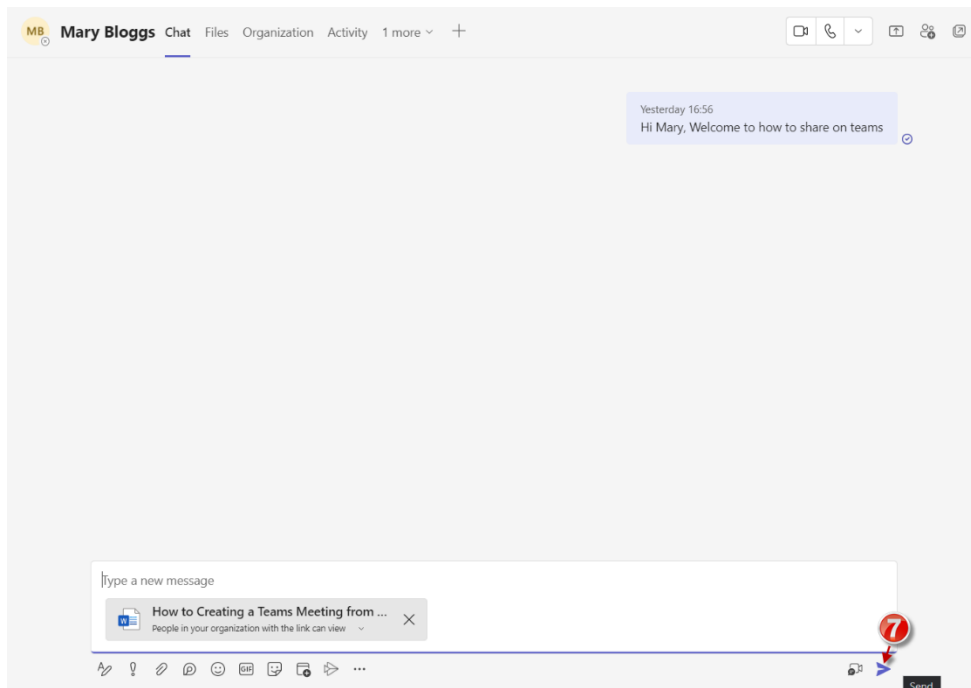 MB Mary Bloggs Chat Files Organization Activity 1 more
Yesterday 16:56
Hi Mary, Welcome to how to share on teams
Type a new message
W How to Creating a Teams Meeting from ...
People in your organization with the link can view
7
GIF
Send